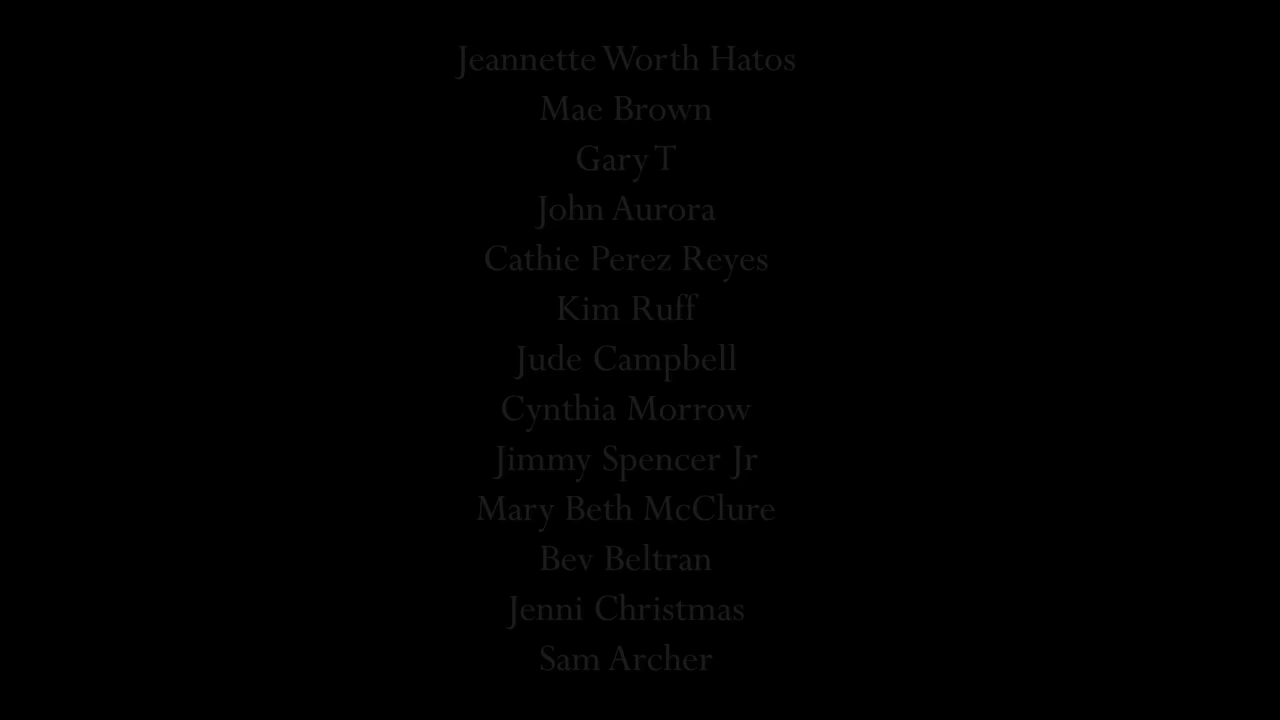 Jeannette Worth Hatos
Mae Brown
Gary T
John Aurora
Cathie Perez Reyes
Kim Ruff
Jude Campbell
Cynthia Morrow
Jimmy Spencer Jr
Mary Beth McClure
Bev Beltran
Jenni Christmas
Sam Archer